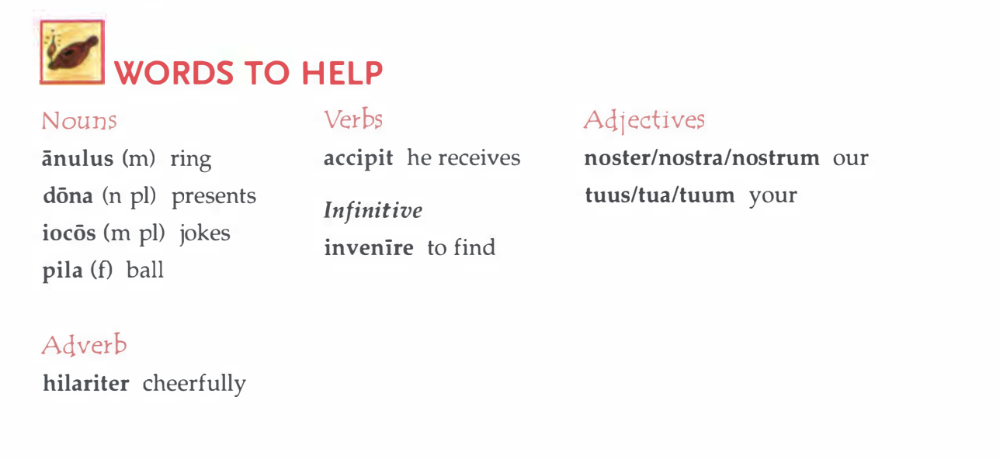 WORDS TO HELP
Nouns
ānulus (m) ring
dōna (n pl) presents
iocōs (m pl) jokes
pila (f) ball
Verbs
accipit he receives
Infinitive
invenīre to find
Adjectives
noster/nostra/nostrum our
tuus/tua/tuum your
Adverb
hilariter cheerfully